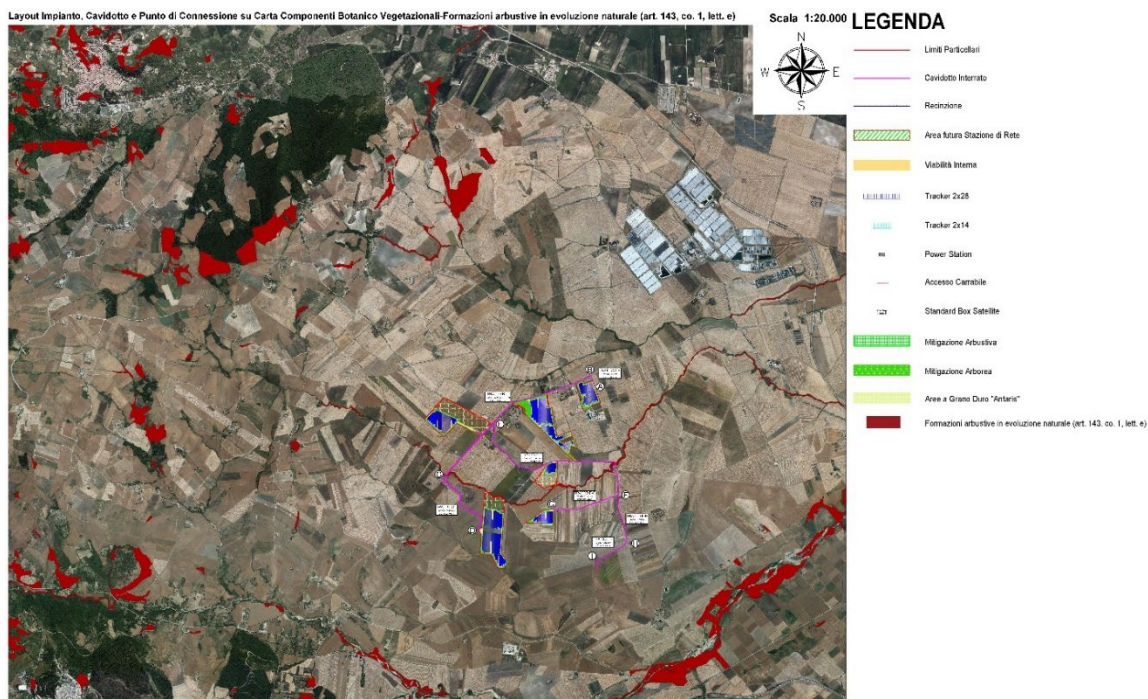 Layout Impianto, Cavidotto e Punto di Connessione su Carta Componenti Botanico Vegetazionali-Formazioni arbustive in evoluzione naturale (art. 143, co. 1, lett. e)
Scala 1:20.000
LEGENDA
N
W E
S
Limiti Particellari
Cavidotto Interrato
Recinzione
Area futura Stazione di Rete
Viabilità Interna
Tracker 2x28
Tracker 2x14
Power Station
Accesso Carrabile
Standard Box Satellite
Mitigazione Arbustiva
Mitigazione Arborea
Aree a Grano Duro "Antaris"
Formazioni arbustive in evoluzione naturale (art. 143, co. 1, lett. e)
A
F
G